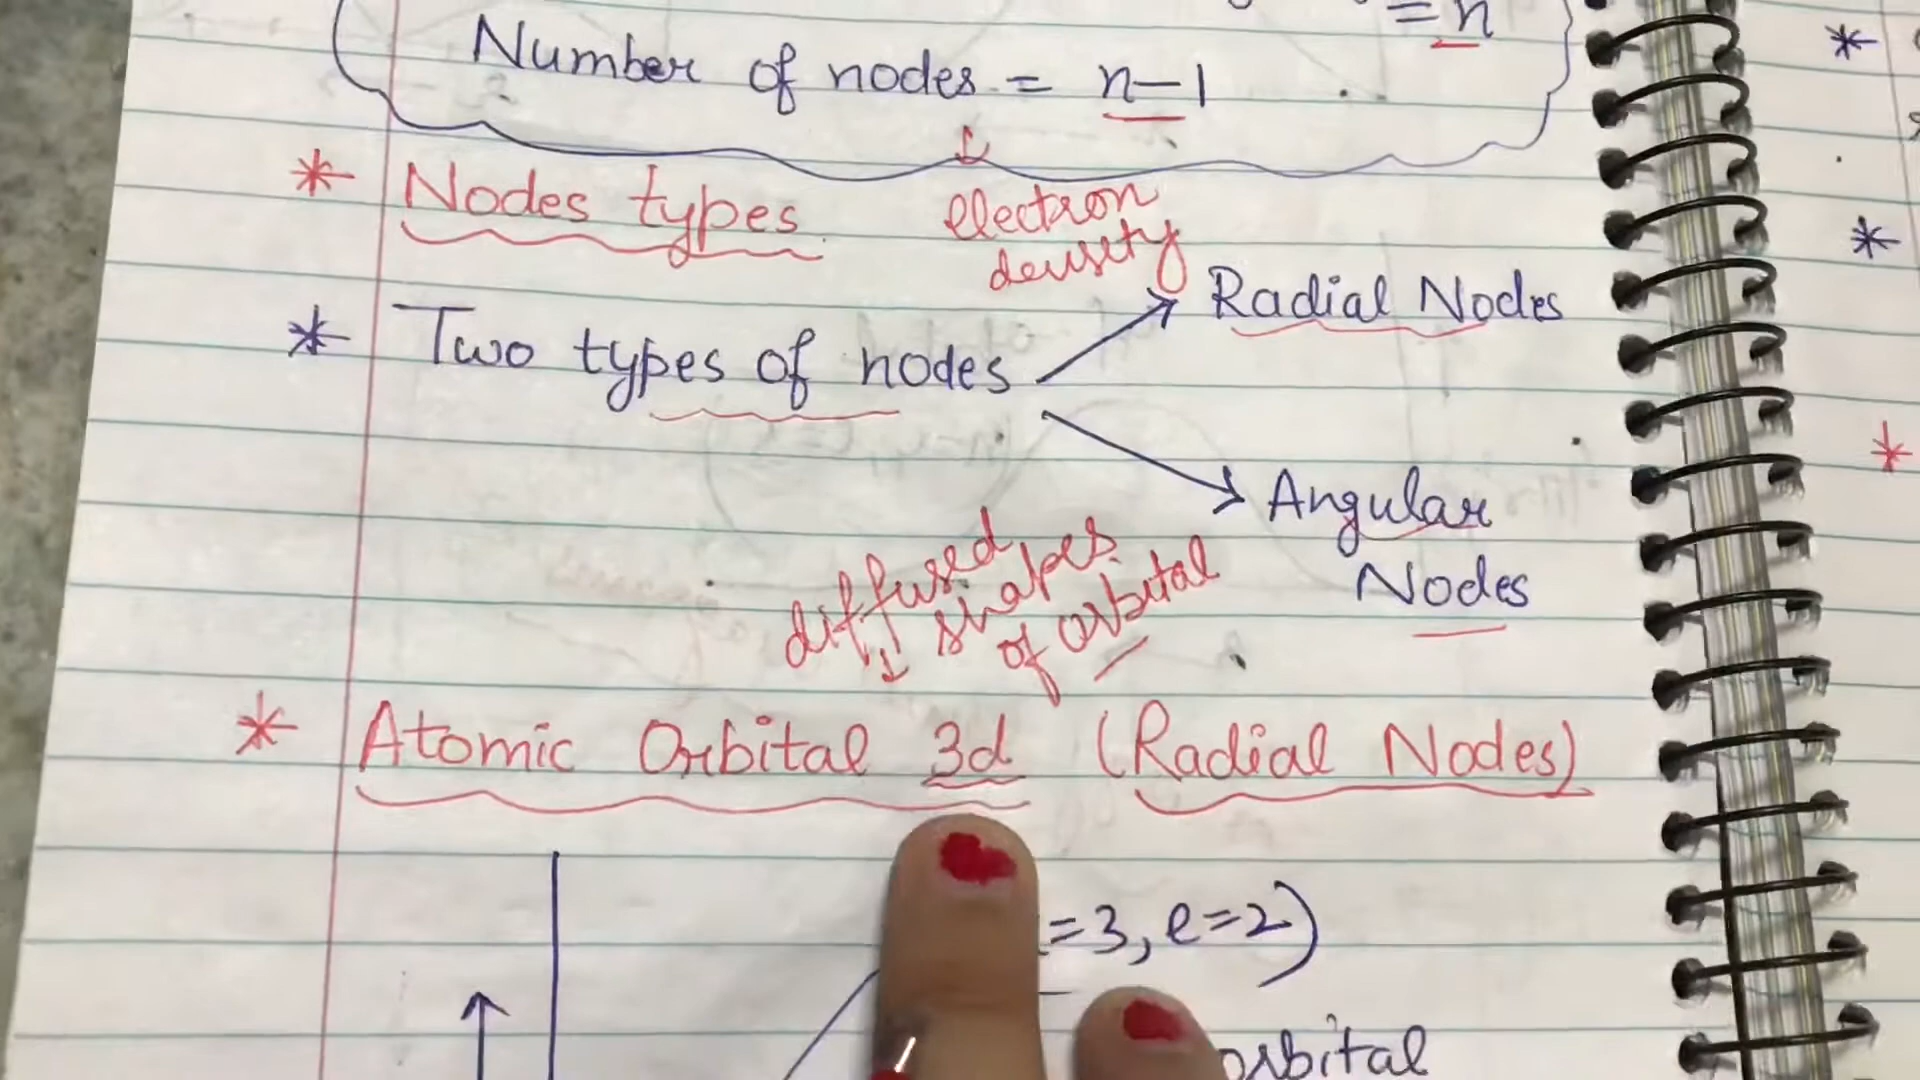 = n
Number of nodes = n-1
* Nodes types
electron
density
Radial Nodes
* Two types of nodes
Angular
Nodes
diffused
shapes
of orbital
* Atomic Orbital 3d (Radial Nodes)
=3, e=2)
orbital
*
*
*